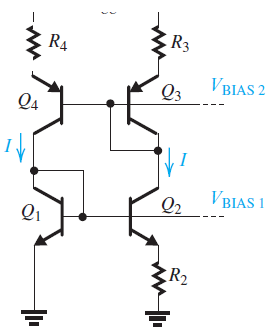 R4 R3
Q4 Q3 VBIAS 2
I I
Q1 Q2 VBIAS 1
R2